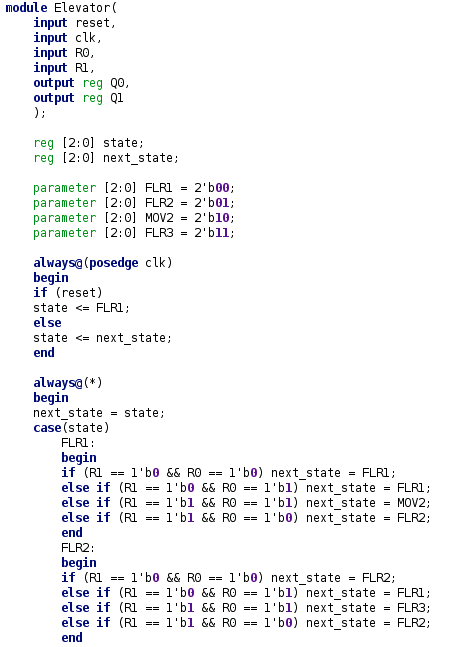 module Elevator(
    input reset,
    input clk,
    input R0,
    input R1,
    output reg Q0,
    output reg Q1
    );

    reg [2:0] state;
    reg [2:0] next_state;

    parameter [2:0] FLR1 = 2'b00;
    parameter [2:0] FLR2 = 2'b01;
    parameter [2:0] MOV2 = 2'b10;
    parameter [2:0] FLR3 = 2'b11;

    always@(posedge clk)
    begin
    if (reset)
    state <= FLR1;
    else
    state <= next_state;
    end

    always@(*)
    begin
    next_state = state;
    case(state)
        FLR1:
        begin
        if (R1 == 1'b0 && R0 == 1'b0) next_state = FLR1;
        else if (R1 == 1'b0 && R0 == 1'b1) next_state = FLR1;
        else if (R1 == 1'b1 && R0 == 1'b1) next_state = MOV2;
        else if (R1 == 1'b1 && R0 == 1'b0) next_state = FLR2;
        end
        FLR2:
        begin
        if (R1 == 1'b0 && R0 == 1'b0) next_state = FLR2;
        else if (R1 == 1'b0 && R0 == 1'b1) next_state = FLR1;
        else if (R1 == 1'b1 && R0 == 1'b1) next_state = FLR3;
        else if (R1 == 1'b1 && R0 == 1'b0) next_state = FLR2;
        end